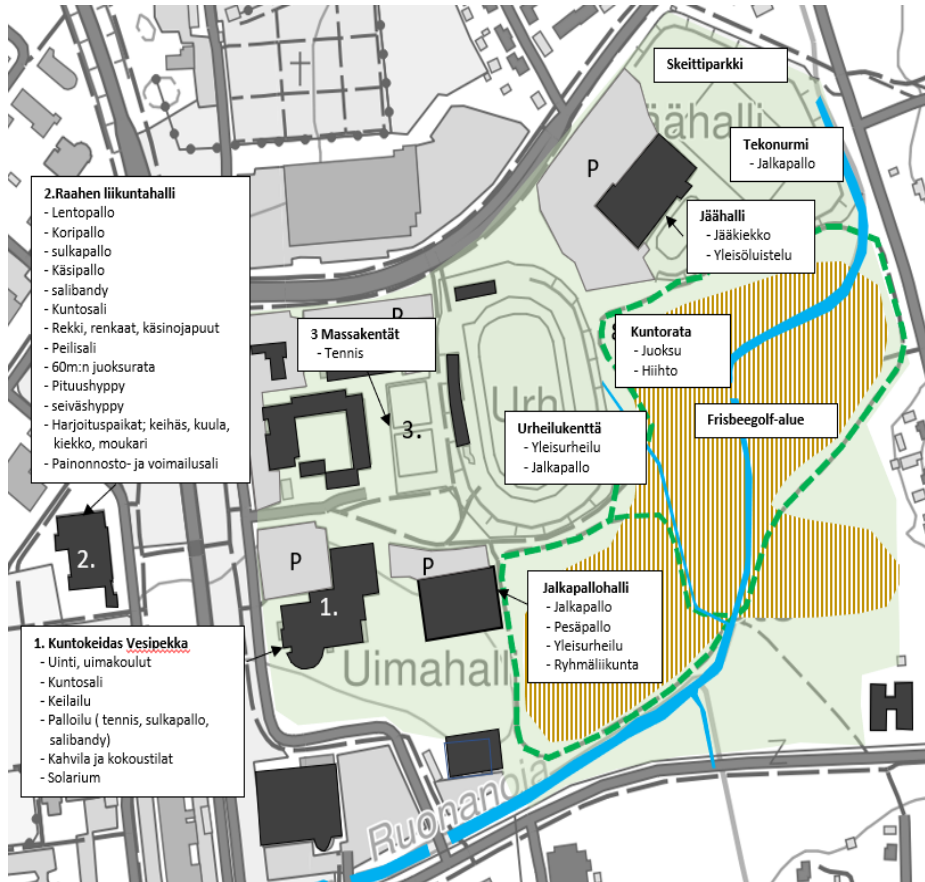 Skeittiparkki
Jäähalli
Tekonurmi
- Jalkapallo
P
2.Raahen liikuntahalli
- Lentopallo
- Koripallo
- sulkapallo
- Käsipallo
- salibandy
- Kuntosali
- Rekki, renkaat, käsinojapuut
- Peilisali
- 60m:n juoksurata
- Pituushyppy
- seiväshyppy
- Harjoituspaikat; keihäs, kuula,
kiekko, moukari
- Painonnosto- ja voimailusali
Jäähalli
- Jääkiekko
- Yleisöluistelu
P
3 Massakentät
- Tennis
Kuntorata
- Juoksu
- Hiihto
Urh
3.
Frisbeegolf-alue
Urheilukenttä
- Yleisurheilu
- Jalkapallo
2.
P
P
1.
Jalkapallohalli
- Jalkapallo
- Pesäpallo
- Yleisurheilu
- Ryhmäliikunta
Uimahalli
1. Kuntokeidas Vesipekka
- Uinti, uimakoulut
- Kuntosali
- Keilailu
- Palloilu ( tennis, sulkapallo,
salibandy)
- Kahvila ja kokoustilat
- Solarium
Z
Ruonanoja